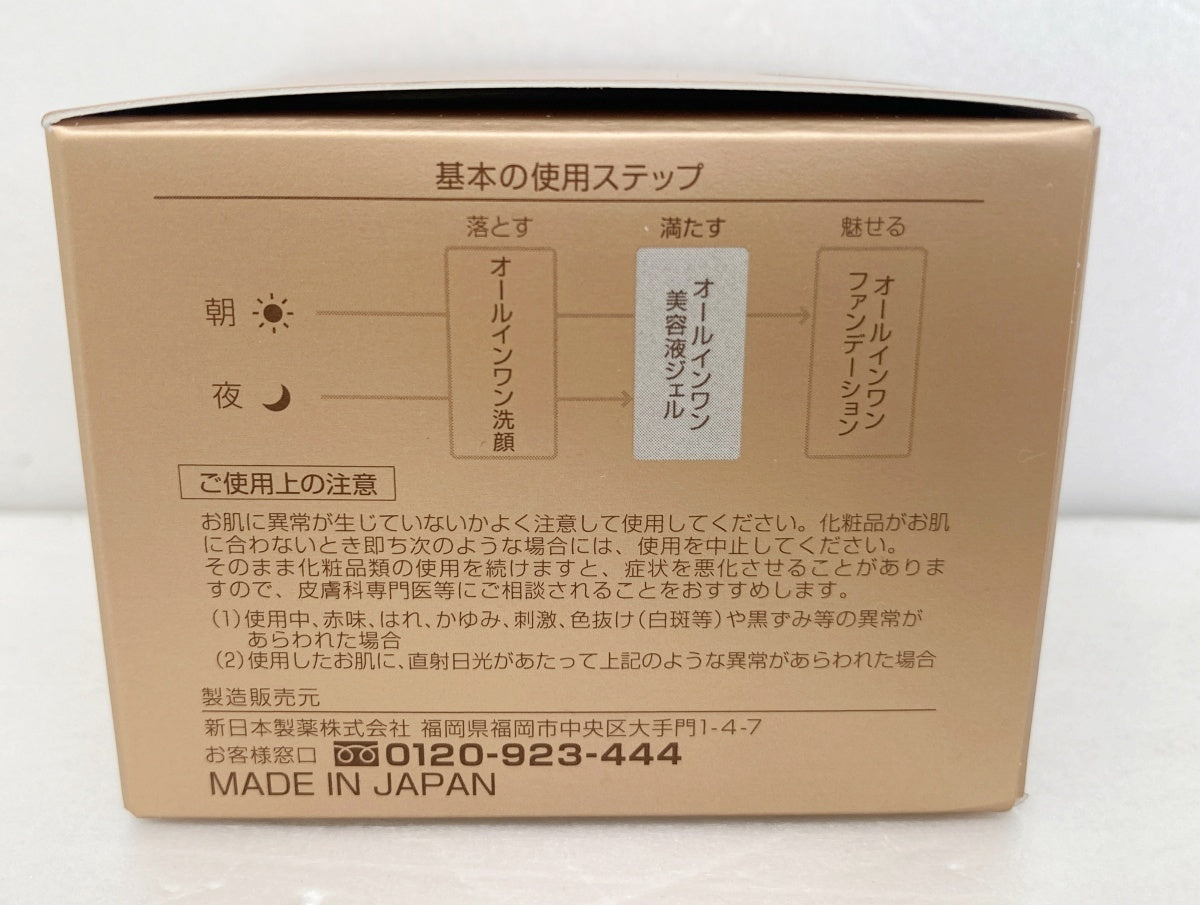 基本の使用ステップ
落とす 満たす 魅せる
朝
夜
オールインワン洗顔
オールインワン
美容液ジェル
オールインワン
ファンデーション
ご使用上の注意
お肌に異常が生じていないかよく注意して使用してください。化粧品がお肌
に合わないとき即ち次のような場合には、使用を中止してください。
そのまま化粧品類の使用を続けますと、症状を悪化させることがありま
すので、皮膚科専門医等にご相談されることをおすすめします。
(1)使用中、赤味、はれ、かゆみ、刺激、色抜け(白斑等)や黒ずみ等の異常が
あらわれた場合
(2)使用したお肌に、直射日光があたって上記のような異常があらわれた場合
製造販売元
新日本製薬株式会社 福岡県福岡市中央区大手門1-4-7
お客様窓口 0120-923-444
MADE IN JAPAN